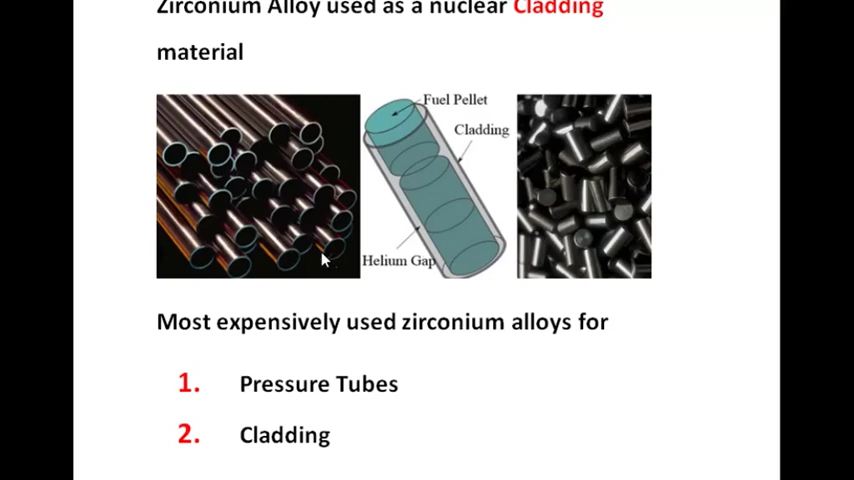 Zirconium Alloy used as a nuclear Cladding
material
Fuel Pellet
Cladding
Helium Gap
Most expensively used zirconium alloys for
1. Pressure Tubes
2. Cladding